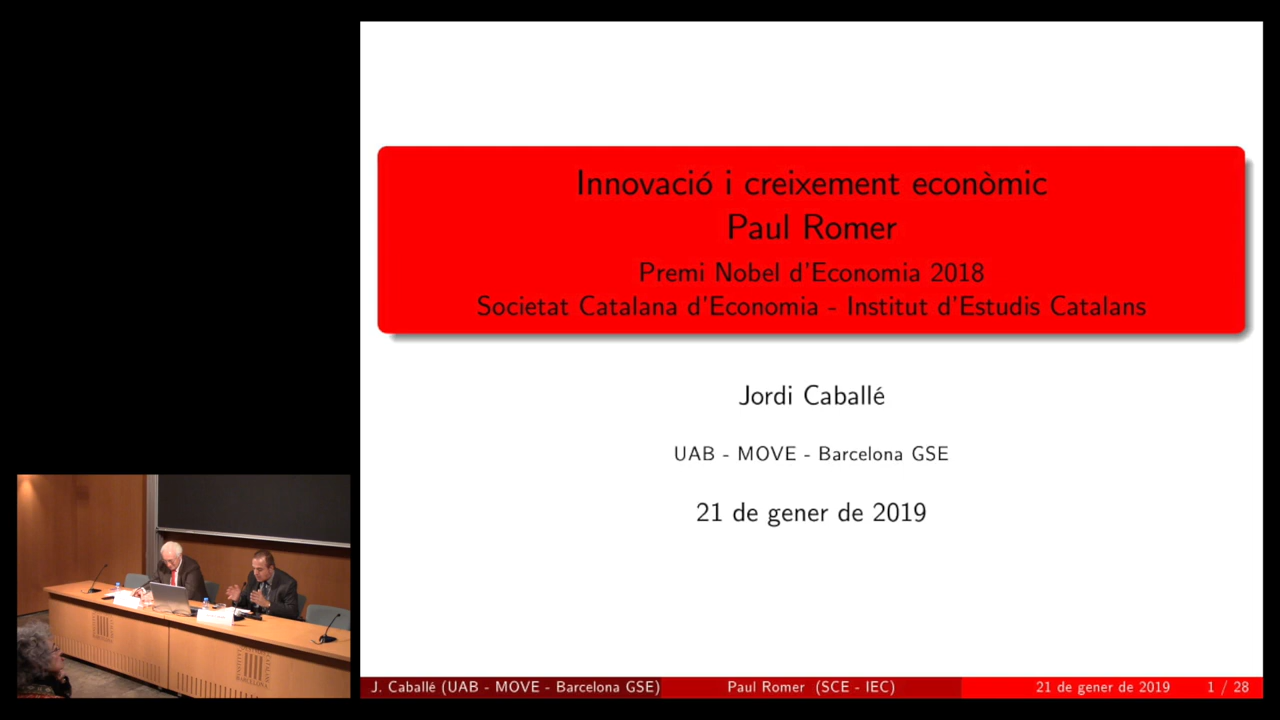 Innovació i creixement econòmic
Paul Romer
Premi Nobel d'Economia 2018
Societat Catalana d'Economia - Institut d'Estudis Catalans
Jordi Caballé
UAB - MOVE - Barcelona GSE
21 de gener de 2019
J. Caballé (UAB - MOVE - Barcelona GSE)
Paul Romer (SCE - IEC)
21 de gener de 2019
1 / 28